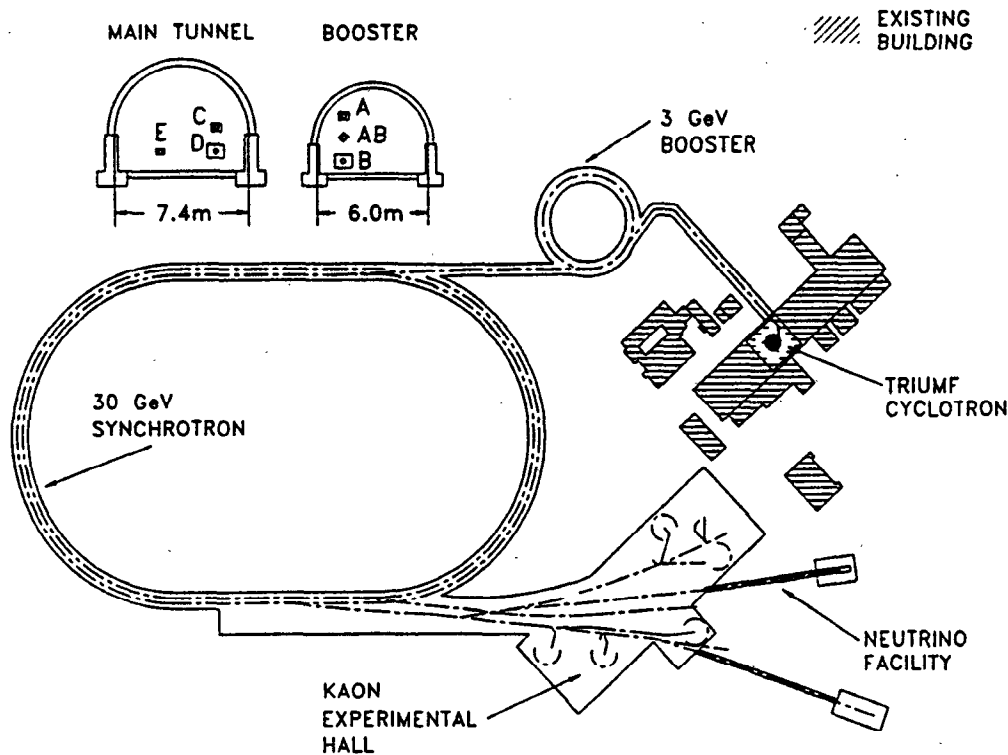 MAIN TUNNEL
BOOSTER
EXISTING
BUILDING
A
AB
B
C
D
E
7.4m
6.0m
3 GeV
BOOSTER
TRIUMF
CYCLOTRON
30 GeV
SYNCHROTRON
NEUTRINO
FACILITY
KAON
EXPERIMENTAL
HALL